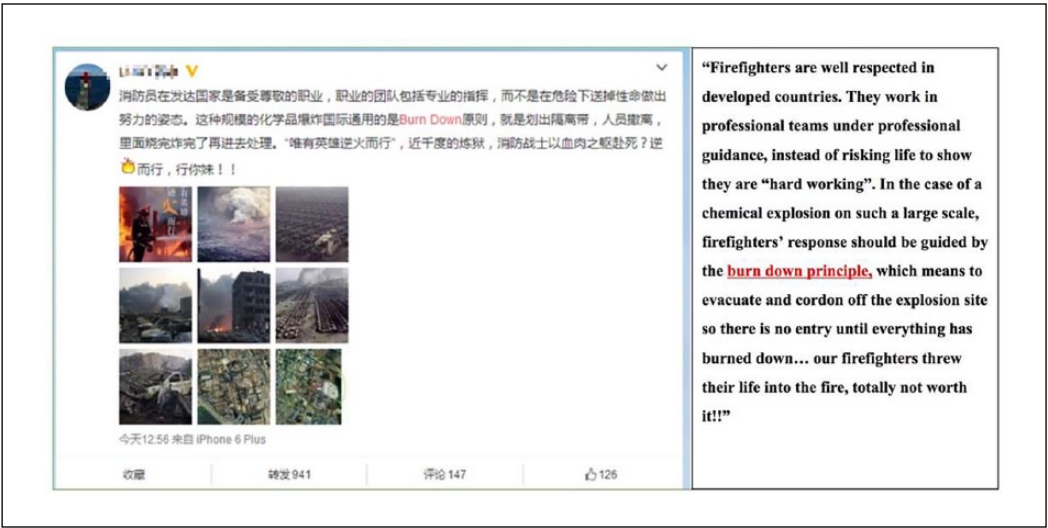 消防员在发达国家是备受尊敬的职业，职业的团队包括专业的指挥，而不是在危险下送掉性命做出
努力的姿态。这种规模的化学品爆炸国际通用的是Burn Down原则，就是划出隔离带，人员撤离，
里面烧完炸完了再进去处理。“唯有英雄逆火而行”，近千度的炼狱，消防战士以血肉之躯赴死？逆
而行，行你妹！！
今天12:56 来自 iPhone 6 Plus
收藏 转发 941 评论 147 126
“Firefighters are well respected in
developed countries. They work in
professional teams under professional
guidance, instead of risking life to show
they are “hard working”. In the case of a
chemical explosion on such a large scale,
firefighters’ response should be guided by
the burn down principle, which means to
evacuate and cordon off the explosion site
so there is no entry until everything has
burned down… our firefighters threw
their life into the fire, totally not worth
it!!”